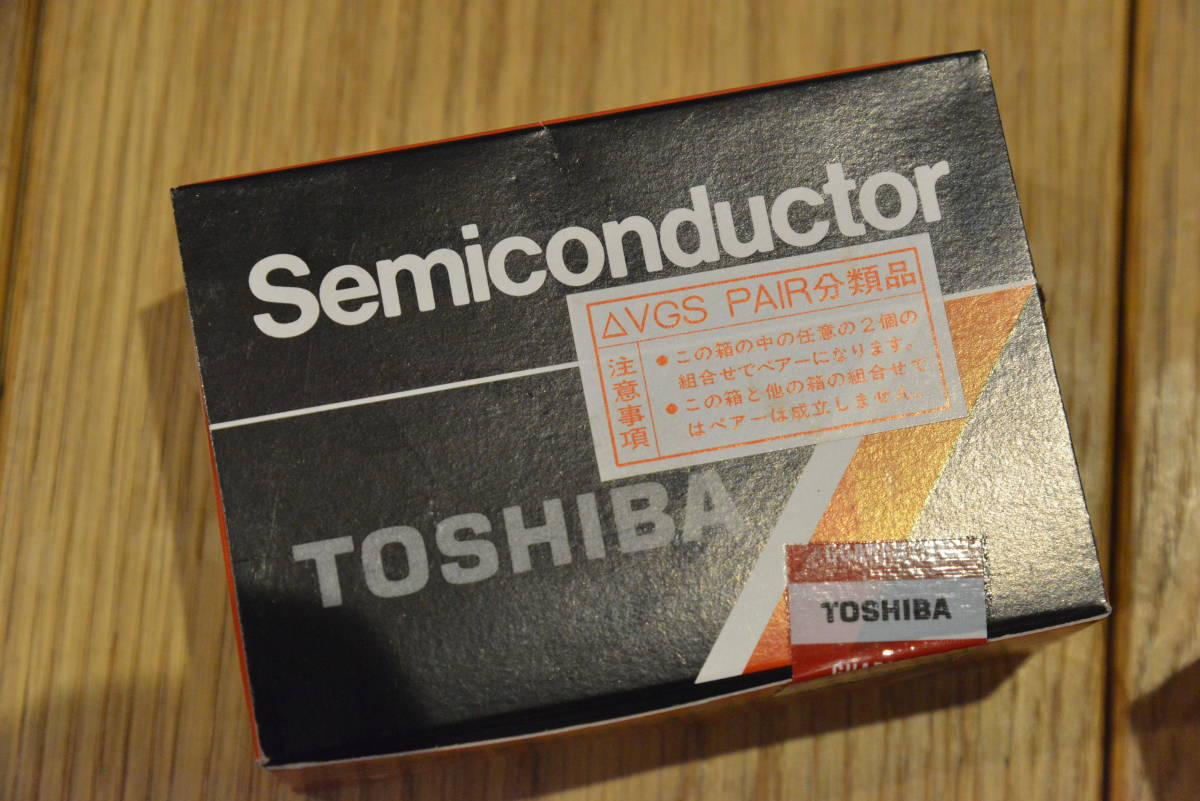 Semiconductor
△VGS PAIR分類品
注意事項
●この箱の中の任意の2個の
組合せでペアーになります。
●この箱と他の箱の組合せで
はペアーは成立しません。
TOSHIBA
TOSHIBA